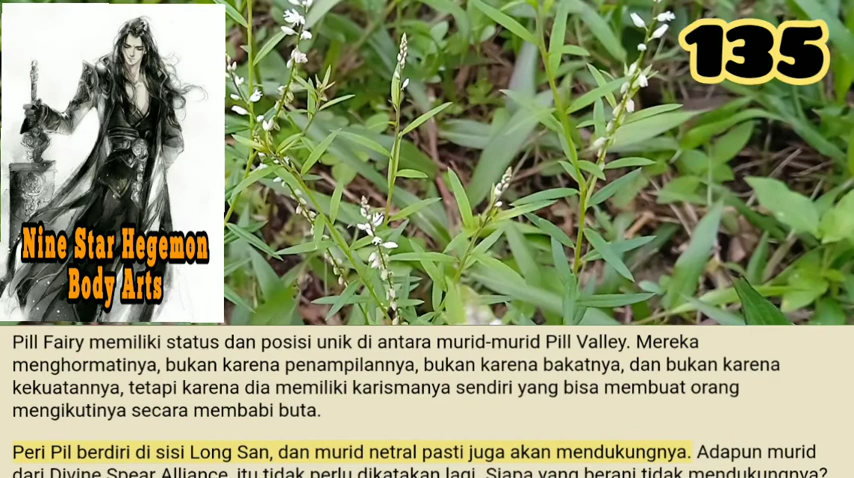 135
Nine Star Hegemon
Body Arts
Pill Fairy memiliki status dan posisi unik di antara murid-murid Pill Valley. Mereka
menghormatinya, bukan karena penampilannya, bukan karena bakatnya, dan bukan karena
kekuatannya, tetapi karena dia memiliki karismanya sendiri yang bisa membuat orang
mengikutinya secara membabi buta.
Peri Pil berdiri di sisi Long San, dan murid netral pasti juga akan mendukungnya. Adapun murid
dari Divine Spear Alliance, itu tidak perlu dikatakan lagi. Siapa yang berani tidak mendukungnya?